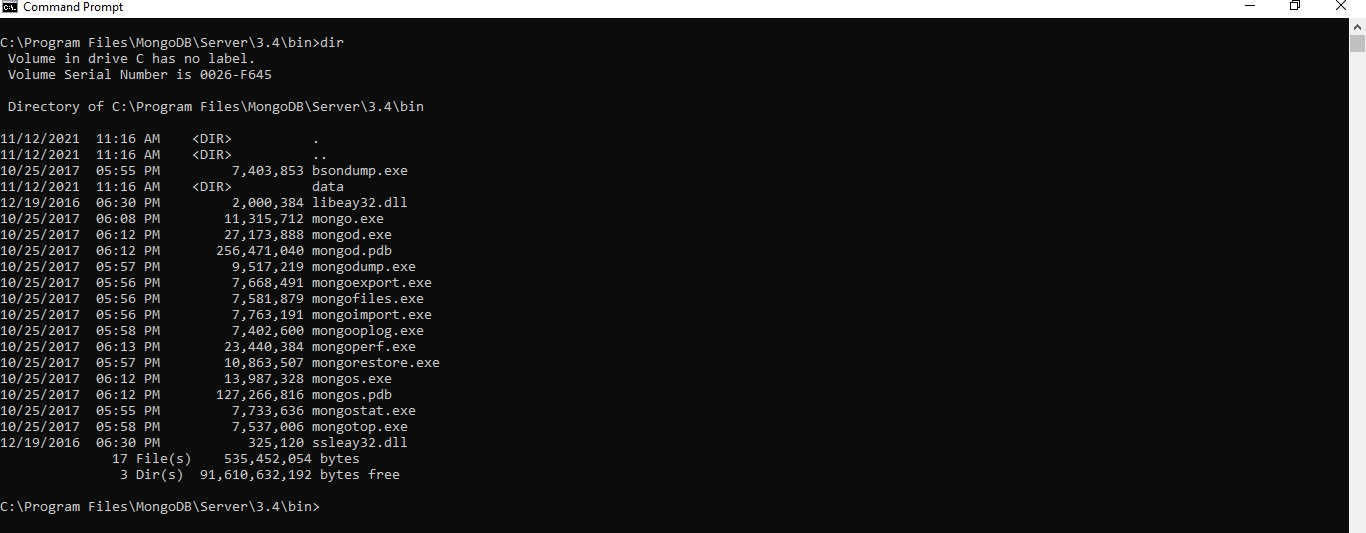 Command Prompt
C:\Program Files\MongoDB\Server\3.4\bin>dir
 Volume in drive C has no label.
 Volume Serial Number is 0026-F645
 Directory of C:\Program Files\MongoDB\Server\3.4\bin
11/12/2021  11:16 AM    <DIR>          .
11/12/2021  11:16 AM    <DIR>          ..
10/25/2017  05:55 PM         7,403,853 bsondump.exe
11/12/2021  11:16 AM    <DIR>          data
12/19/2016  06:30 PM         2,000,384 libeay32.dll
10/25/2017  06:08 PM        11,315,712 mongo.exe
10/25/2017  06:12 PM        27,173,888 mongod.exe
10/25/2017  06:12 PM       256,471,040 mongod.pdb
10/25/2017  05:57 PM         9,517,219 mongodump.exe
10/25/2017  05:56 PM         7,668,491 mongoexport.exe
10/25/2017  05:56 PM         7,581,879 mongofiles.exe
10/25/2017  05:56 PM         7,763,191 mongoimport.exe
10/25/2017  05:58 PM         7,402,600 mongooplog.exe
10/25/2017  06:13 PM        23,440,384 mongoperf.exe
10/25/2017  05:57 PM        10,863,507 mongorestore.exe
10/25/2017  06:12 PM        13,987,328 mongos.exe
10/25/2017  06:12 PM       127,266,816 mongos.pdb
10/25/2017  05:55 PM         7,733,636 mongostat.exe
10/25/2017  05:58 PM         7,537,006 mongotop.exe
12/19/2016  06:30 PM           325,120 ssleay32.dll
              17 File(s)    535,452,054 bytes
               3 Dir(s)  91,610,632,192 bytes free
C:\Program Files\MongoDB\Server\3.4\bin>